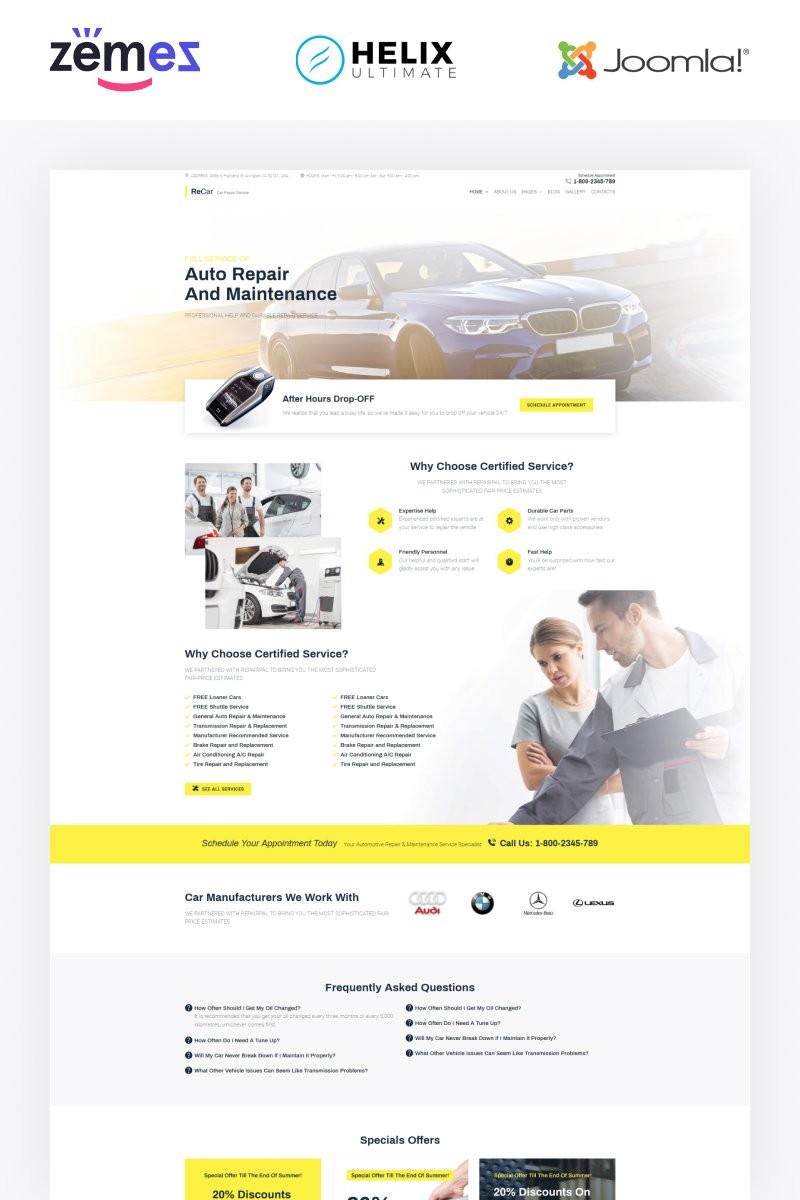 zemez
HELIX
ULTIMATE
Joomla!®
Schedule Appointment
1-800-2345-789
ReCar Car Repair Service
HOME ABOUT US PAGES BLOG GALLERY CONTACTS
FULL SERVICE OF
Auto Repair
And Maintenance
PROFESSIONAL HELP AND DURABLE REPAIR SERVICE
After Hours Drop-OFF
We realize that you lead a busy life, so we've made it easy for you to drop off your vehicle 24/7.
SCHEDULE APPOINTMENT
Why Choose Certified Service?
WE PARTNERED WITH REPAIRPAL TO BRING YOU THE MOST
SOPHISTICATED FAIR-PRICE ESTIMATES
Expertise Help
Experienced certified experts are at
your service to repair the vehicle
Durable Car Parts
We work only with proven vendors
and use high class accessories
Friendly Personnel
Our helpful and qualified staff will
gladly assist you with any issue
Fast Help
You'll be surprised with how fast our
experts are!
Why Choose Certified Service?
WE PARTNERED WITH REPAIRPAL TO BRING YOU THE MOST SOPHISTICATED
FAIR-PRICE ESTIMATES
FREE Loaner Cars
FREE Shuttle Service
General Auto Repair & Maintenance
Transmission Repair & Replacement
Manufacturer Recommended Service
Brake Repair and Replacement
Air Conditioning A/C Repair
Tire Repair and Replacement
FREE Loaner Cars
FREE Shuttle Service
General Auto Repair & Maintenance
Transmission Repair & Replacement
Manufacturer Recommended Service
Brake Repair and Replacement
Air Conditioning A/C Repair
Tire Repair and Replacement
SEE ALL SERVICES
Schedule Your Appointment Today Your Automotive Repair & Maintenance Service Specialist Call Us: 1-800-2345-789
Car Manufacturers We Work With
WE PARTNERED WITH REPAIRPAL TO BRING YOU THE MOST SOPHISTICATED FAIR-
PRICE ESTIMATES
Audi
BMW
Mercedes-Benz
LEXUS
Frequently Asked Questions
How Often Should I Get My Oil Changed?
It is recommended that you get your oil changed every three months or every 5,000
kilometres, whichever comes first.
How Often Do I Need A Tune Up?
Will My Car Never Break Down If I Maintain It Properly?
What Other Vehicle Issues Can Seem Like Transmission Problems?
How Often Should I Get My Oil Changed?
How Often Do I Need A Tune Up?
Will My Car Never Break Down If I Maintain It Properly?
What Other Vehicle Issues Can Seem Like Transmission Problems?
Specials Offers
Special Offer Till The End Of Summer!
20% Discounts
Special Offer Till The End Of Summer!
Special Offer Till The End Of Summer!
20% Discounts On